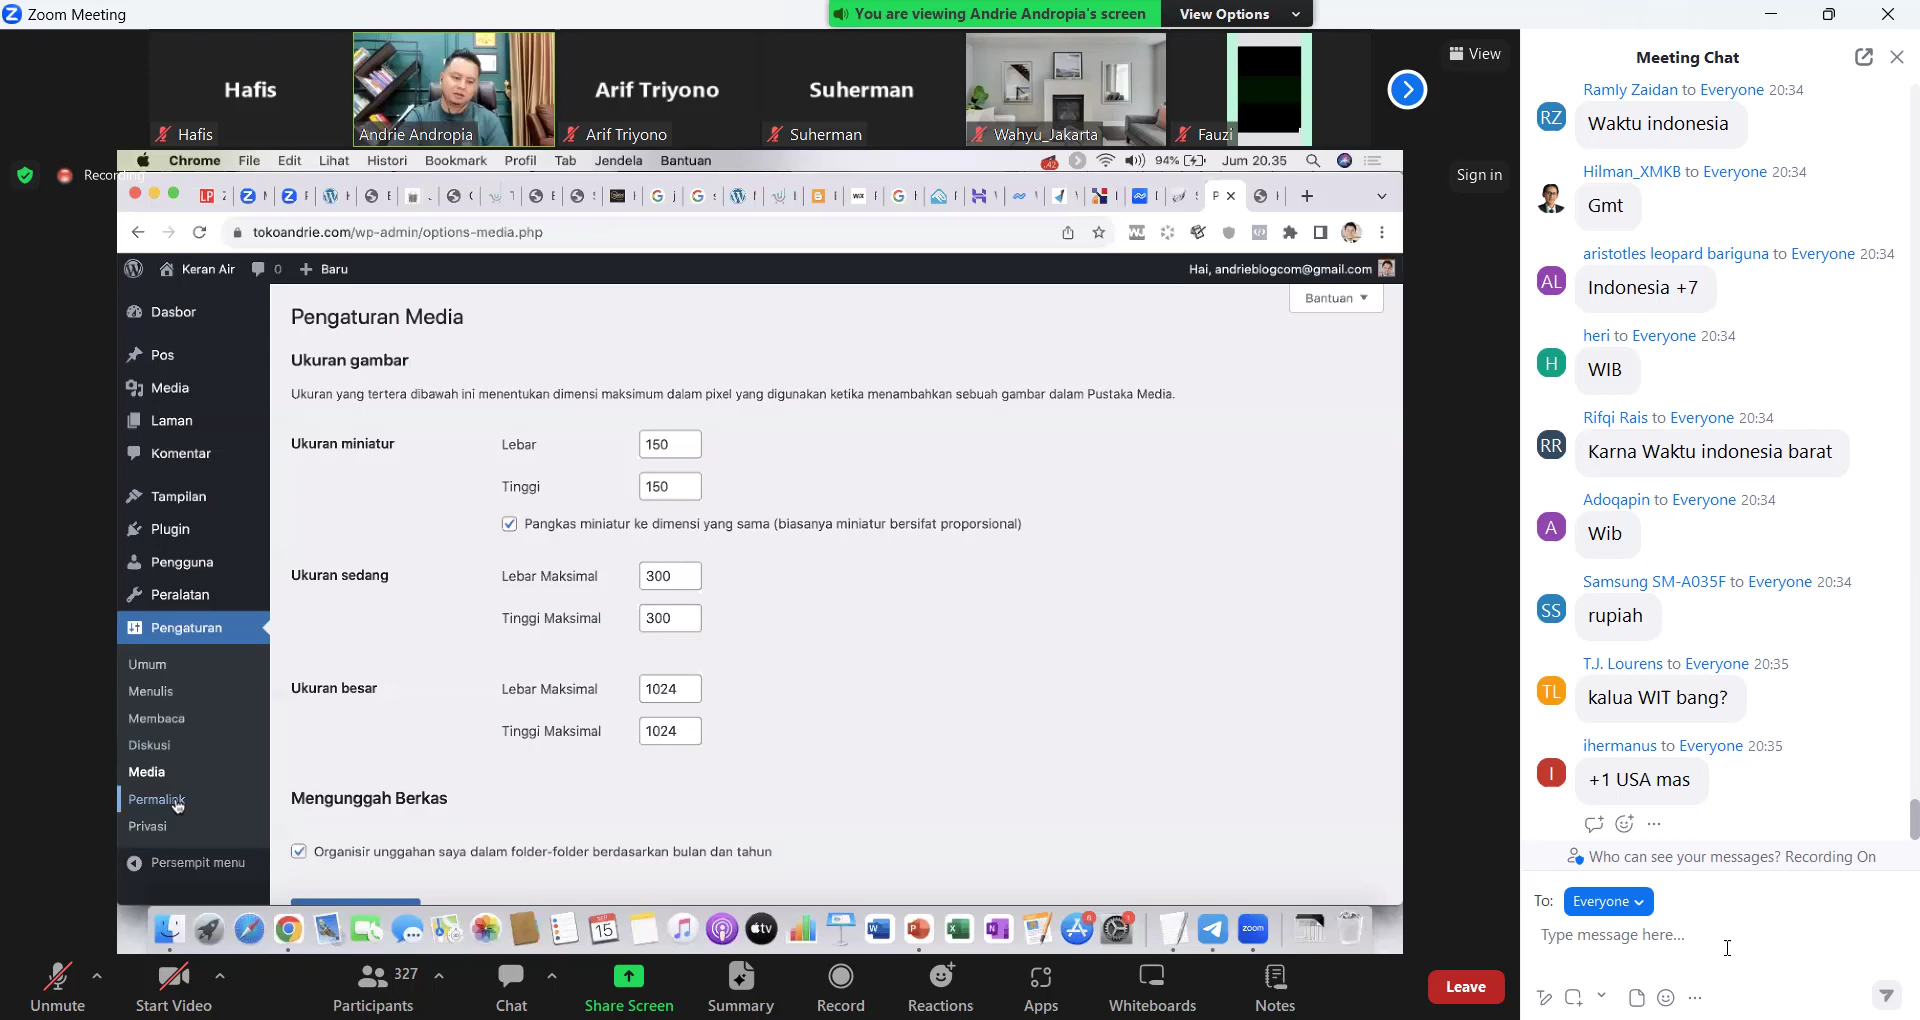 Zoom Meeting
You are viewing Andrie Andropia's screen
View Options
Hafis
Arif Triyono
Suherman
Hafis
Andrie Andropia
Arif Triyono
Suherman
Wahyu_Jakarta
Fauzi
View
Recording
Sign in
Chrome File Edit Lihat Histori Bookmark Profil Tab Jendela Bantuan
94% Jum 20.35
tokoandrie.com/wp-admin/options-media.php
Keran Air 0 + Baru
Hai, andrieblogcom@gmail.com
Bantuan
Dasbor
Pos
Media
Laman
Komentar
Tampilan
Plugin
Pengguna
Peralatan
Pengaturan
Umum
Menulis
Membaca
Diskusi
Media
Permalink
Privasi
Persempit menu
Pengaturan Media
Ukuran gambar
Ukuran yang tertera dibawah ini menentukan dimensi maksimum dalam pixel yang digunakan ketika menambahkan sebuah gambar dalam Pustaka Media.
Ukuran miniatur Lebar 150
Tinggi 150
Pangkas miniatur ke dimensi yang sama (biasanya miniatur bersifat proporsional)
Ukuran sedang Lebar Maksimal 300
Tinggi Maksimal 300
Ukuran besar Lebar Maksimal 1024
Tinggi Maksimal 1024
Mengunggah Berkas
Organisir unggahan saya dalam folder-folder berdasarkan bulan dan tahun
15
tv
zoom
Unmute
Start Video
327
Participants
Chat
Share Screen
Summary
Record
Reactions
Apps
Whiteboards
Notes
Leave
Meeting Chat
Ramly Zaidan to Everyone 20:34
RZ
Waktu indonesia
Hilman_XMKB to Everyone 20:34
Gmt
aristotles leopard bariguna to Everyone 20:34
AL
Indonesia +7
heri to Everyone 20:34
H
WIB
Rifqi Rais to Everyone 20:34
RR
Karna Waktu indonesia barat
Adoqapin to Everyone 20:34
A
Wib
Samsung SM-A035F to Everyone 20:34
SS
rupiah
T.J. Lourens to Everyone 20:35
TL
kalua WIT bang?
ihermanus to Everyone 20:35
I
+1 USA mas
Who can see your messages? Recording On
To: Everyone
Type message here...